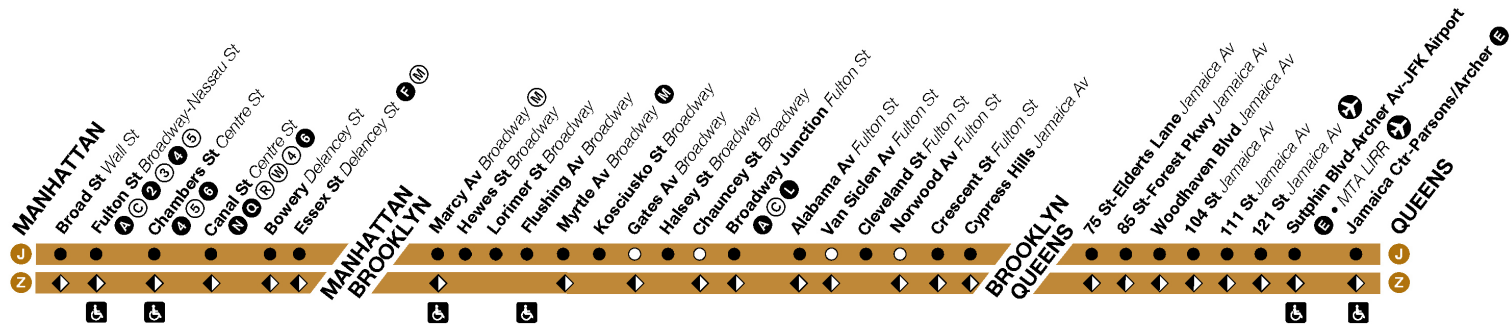 MANHATTAN
Broad St Wall St
Fulton St Broadway-Nassau St
A C 2 3 4 5
Chambers St Centre St
4 5 6
Canal St Centre St
N Q R W 4 6
Bowery Delancey St
Essex St Delancey St F M
MANHATTAN
BROOKLYN
Marcy Av Broadway M
Hewes St Broadway
Lorimer St Broadway
Flushing Av Broadway
Myrtle Av Broadway M
Kosciusko St Broadway
Gates Av Broadway
Halsey St Broadway
Chauncey St Broadway
Broadway Junction Fulton St
A C L
Alabama Av Fulton St
Van Siclen Av Fulton St
Cleveland St Fulton St
Norwood Av Fulton St
Crescent St Fulton St
Cypress Hills Jamaica Av
BROOKLYN
QUEENS
75 St-Elderts Lane Jamaica Av
85 St-Forest Pkwy Jamaica Av
Woodhaven Blvd Jamaica Av
104 St Jamaica Av
111 St Jamaica Av
121 St Jamaica Av
Sutphin Blvd-Archer Av-JFK Airport
E • MTA LIRR
Jamaica Ctr-Parsons/Archer E
QUEENS
J J
Z Z